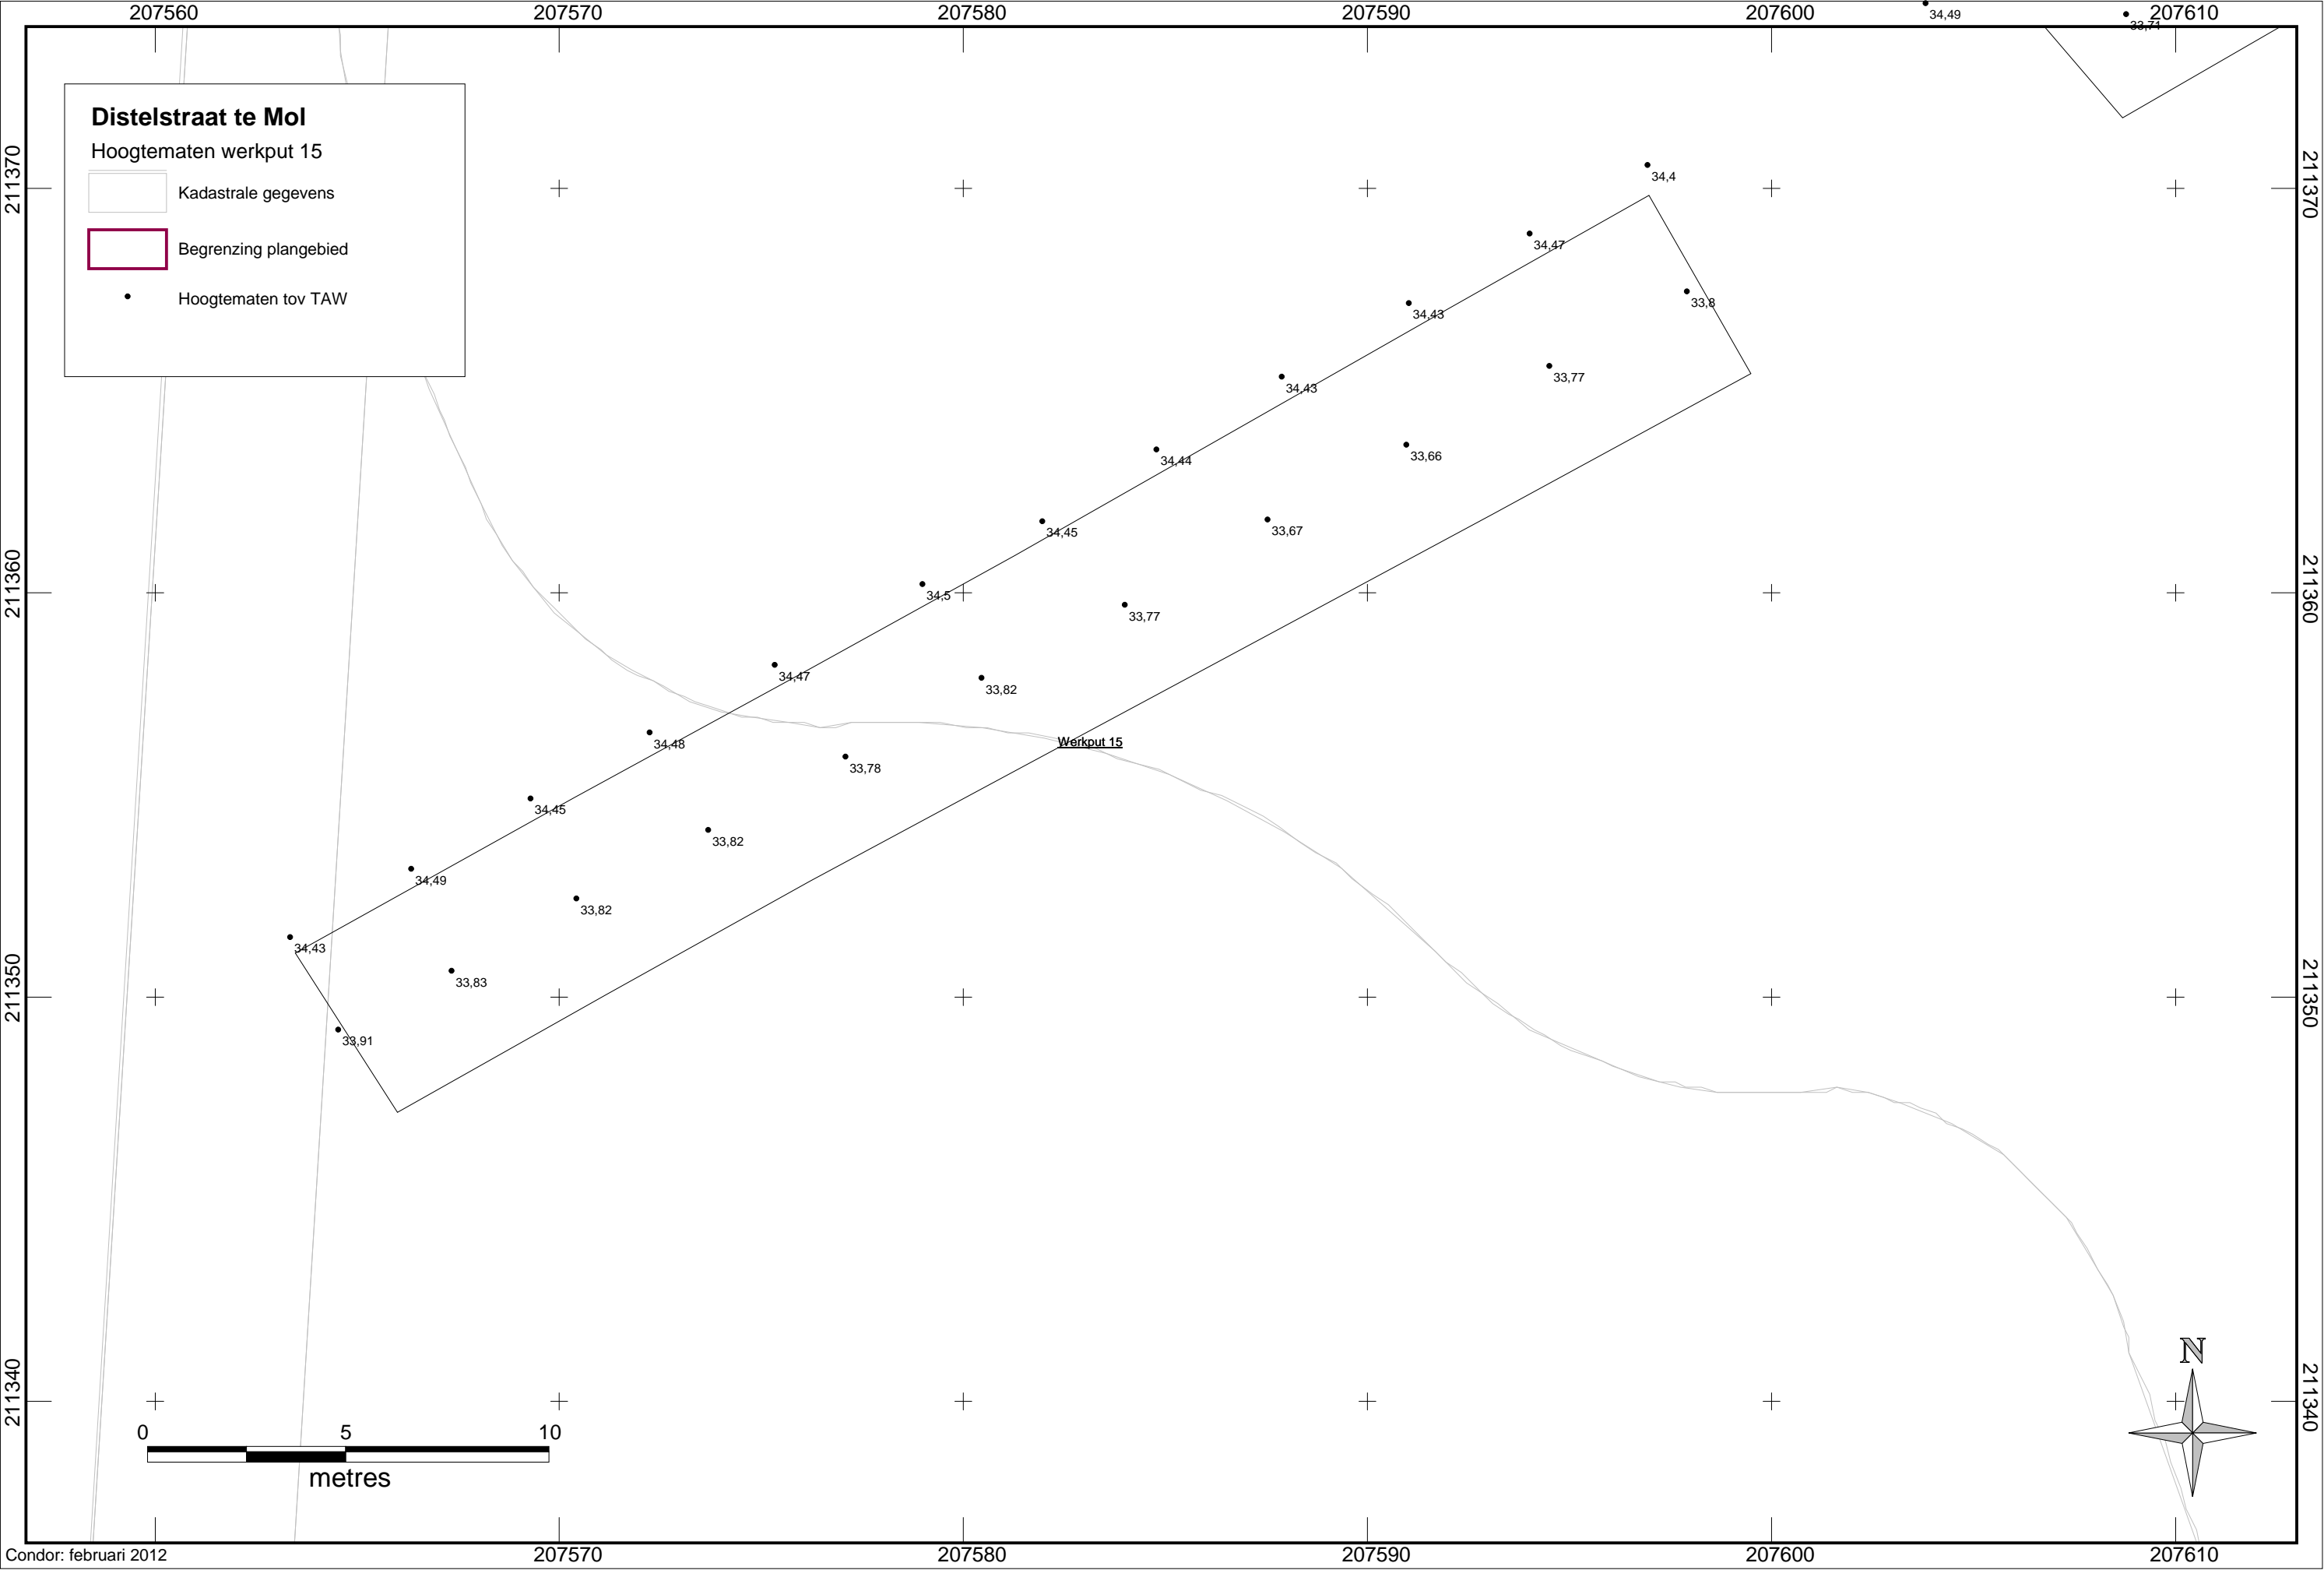 207560 207570 207580 207590 207600 207610
34,49
33,71
Distelstraat te Mol
Hoogtematen werkput 15
Kadastrale gegevens
Begrenzing plangebied
Hoogtematen tov TAW
211370 211370
34,4
34,47
33,8
34,43
34,43
33,77
34,44
33,66
34,45
33,67
211360 211360
34,5
33,77
34,47
33,82
34,48
Werkput 15
33,78
34,45
33,82
34,49
33,82
34,43
33,83
211350 211350
33,91
N
211340 211340
0 5 10
metres
Condor: februari 2012
207570 207580 207590 207600 207610